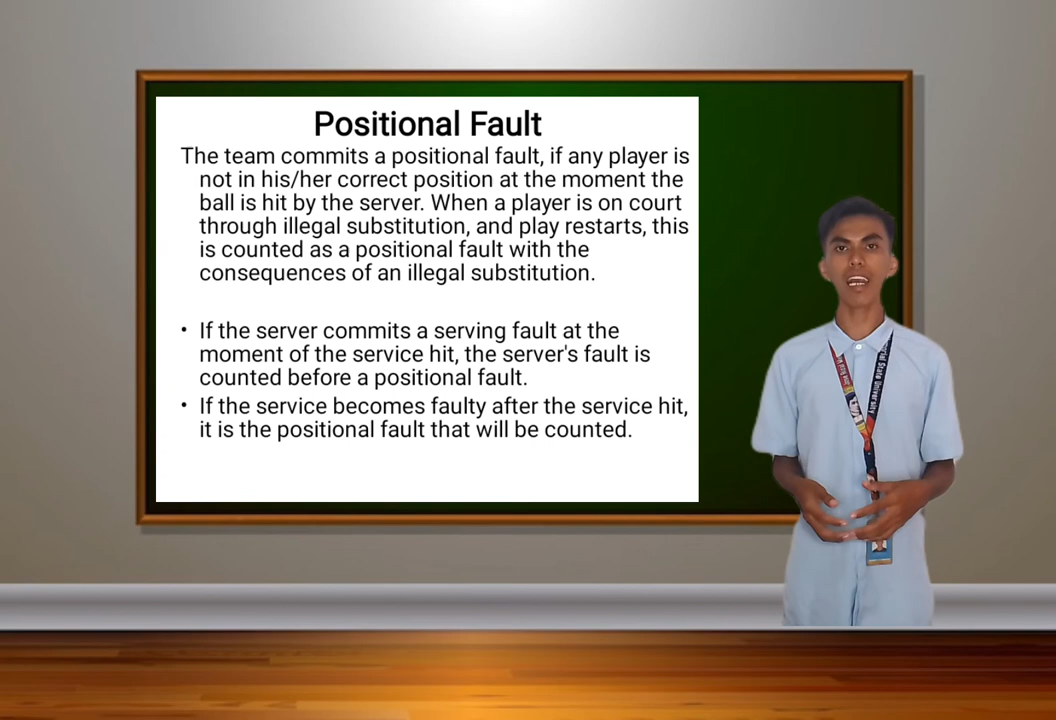 Positional Fault
The team commits a positional fault, if any player is
not in his/her correct position at the moment the
ball is hit by the server. When a player is on court
through illegal substitution, and play restarts, this
is counted as a positional fault with the
consequences of an illegal substitution.
• If the server commits a serving fault at the
moment of the service hit, the server's fault is
counted before a positional fault.
• If the service becomes faulty after the service hit,
it is the positional fault that will be counted.
State University